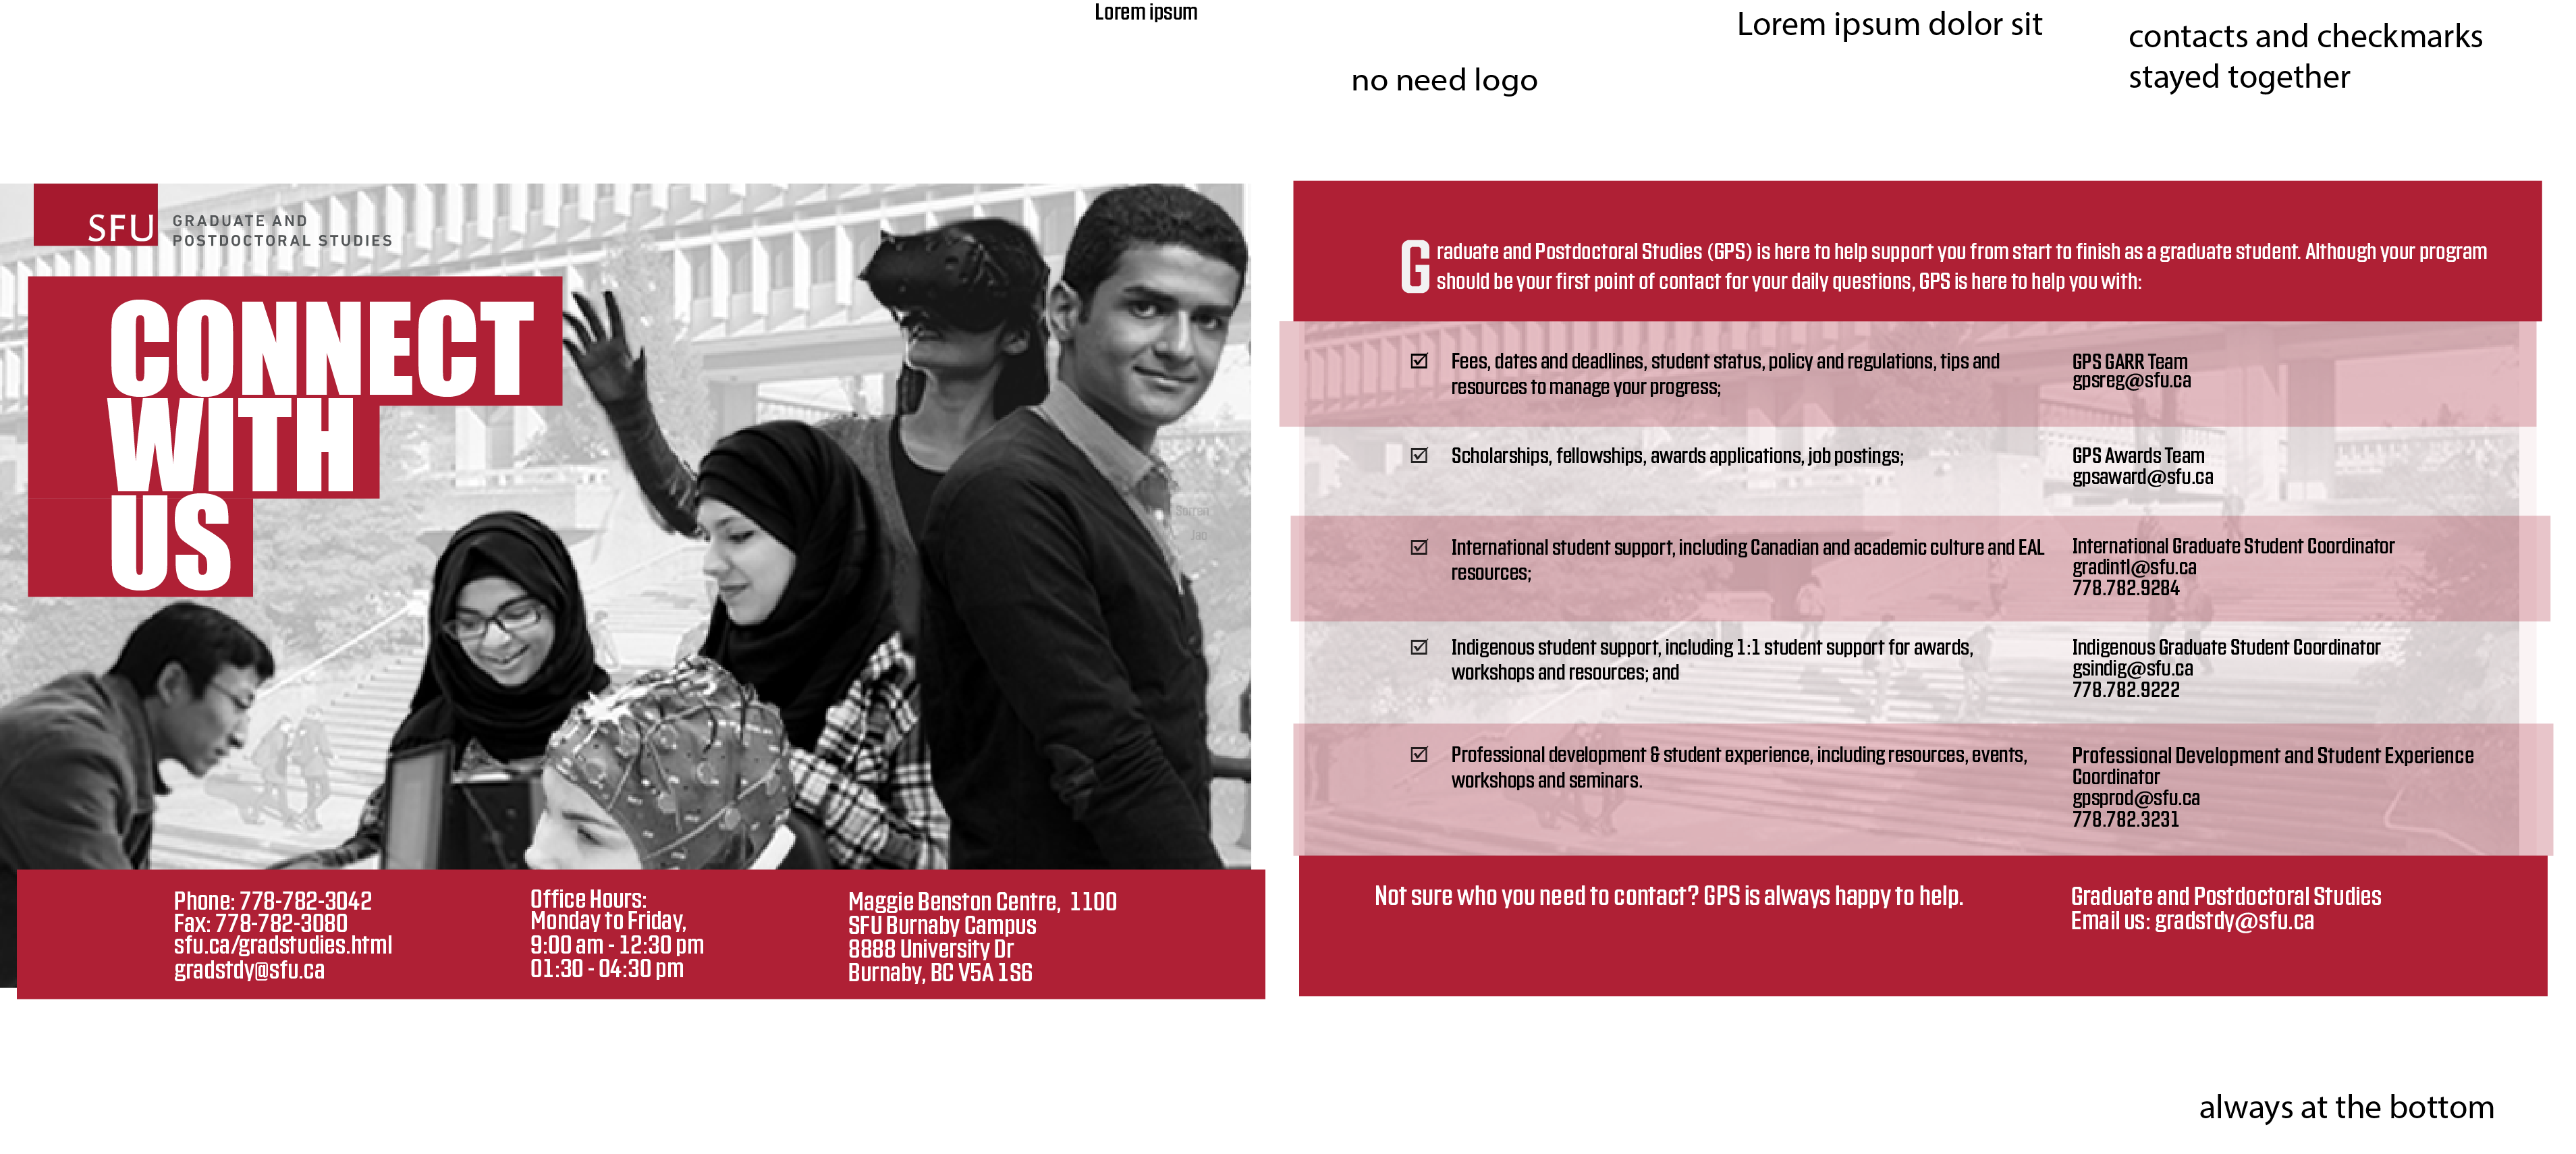 Lorem ipsum
Lorem ipsum dolor sit
contacts and checkmarks
stayed together
no need logo
SFU
GRADUATE AND
POSTDOCTORAL STUDIES
CONNECT
WITH
US
Surran
Jao
Phone: 778-782-3042
Fax: 778-782-3080
sfu.ca/gradstudies.html
gradstdy@sfu.ca
Office Hours:
Monday to Friday,
9:00 am - 12:30 pm
01:30 - 04:30 pm
Maggie Benston Centre, 1100
SFU Burnaby Campus
8888 University Dr
Burnaby, BC V5A 1S6
Graduate and Postdoctoral Studies (GPS) is here to help support you from start to finish as a graduate student. Although your program
should be your first point of contact for your daily questions, GPS is here to help you with:
Fees, dates and deadlines, student status, policy and regulations, tips and
resources to manage your progress;
GPS GARR Team
gpsreg@sfu.ca
Scholarships, fellowships, awards applications, job postings;
GPS Awards Team
gpsaward@sfu.ca
International student support, including Canadian and academic culture and EAL
resources;
International Graduate Student Coordinator
gradintl@sfu.ca
778.782.9284
Indigenous student support, including 1:1 student support for awards,
workshops and resources; and
Indigenous Graduate Student Coordinator
gsindig@sfu.ca
778.782.9222
Professional development & student experience, including resources, events,
workshops and seminars.
Professional Development and Student Experience
Coordinator
gpsprod@sfu.ca
778.782.3231
Not sure who you need to contact? GPS is always happy to help.
Graduate and Postdoctoral Studies
Email us: gradstdy@sfu.ca
always at the bottom